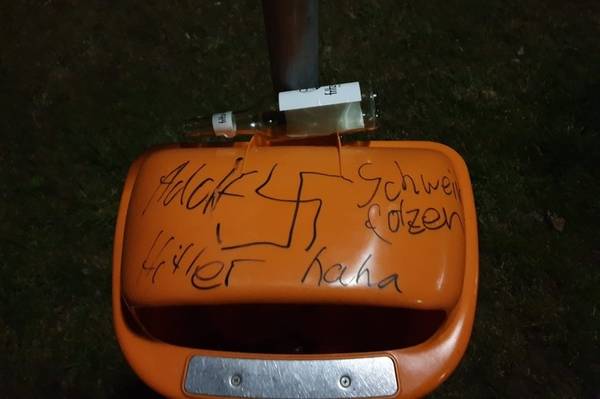 Adolf
Schwein
fotzen
Hitler haha